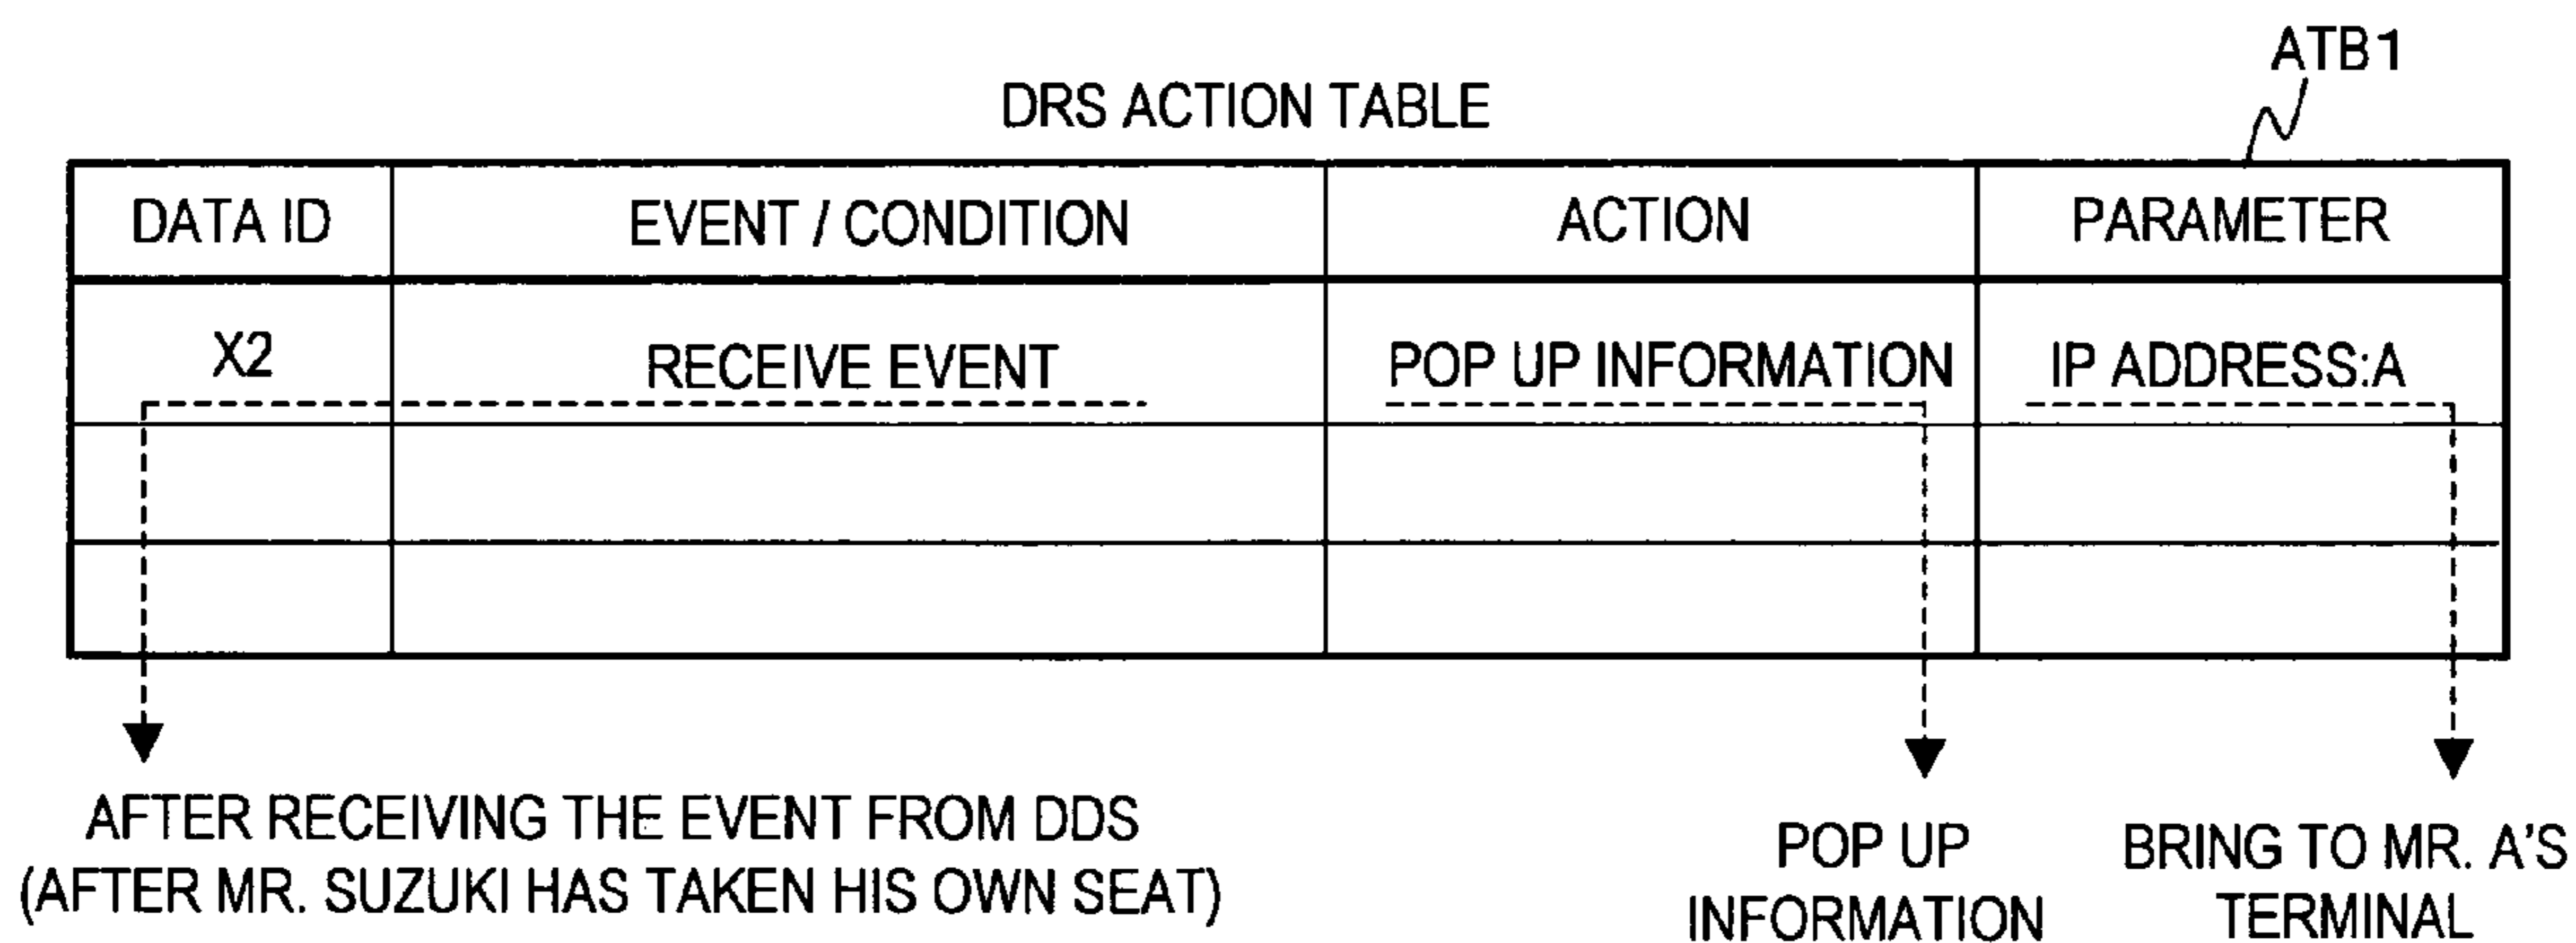 ATB1
DRS ACTION TABLE
DATA ID EVENT / CONDITION ACTION PARAMETER
X2 RECEIVE EVENT POP UP INFORMATION IP ADDRESS:A
AFTER RECEIVING THE EVENT FROM DDS
(AFTER MR. SUZUKI HAS TAKEN HIS OWN SEAT)
POP UP
INFORMATION
BRING TO MR. A'S
TERMINAL